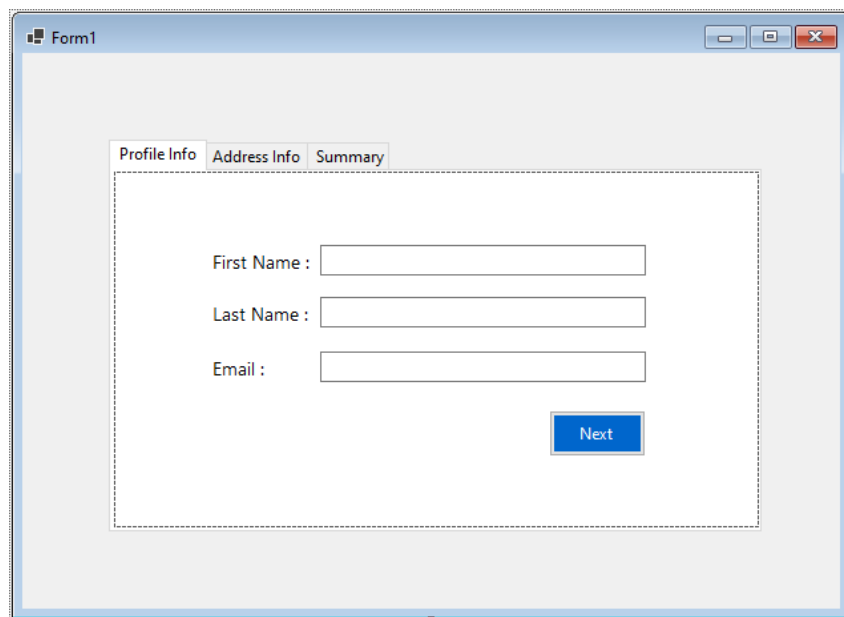 Form1
Profile Info Address Info Summary
First Name :
Last Name :
Email :
Next